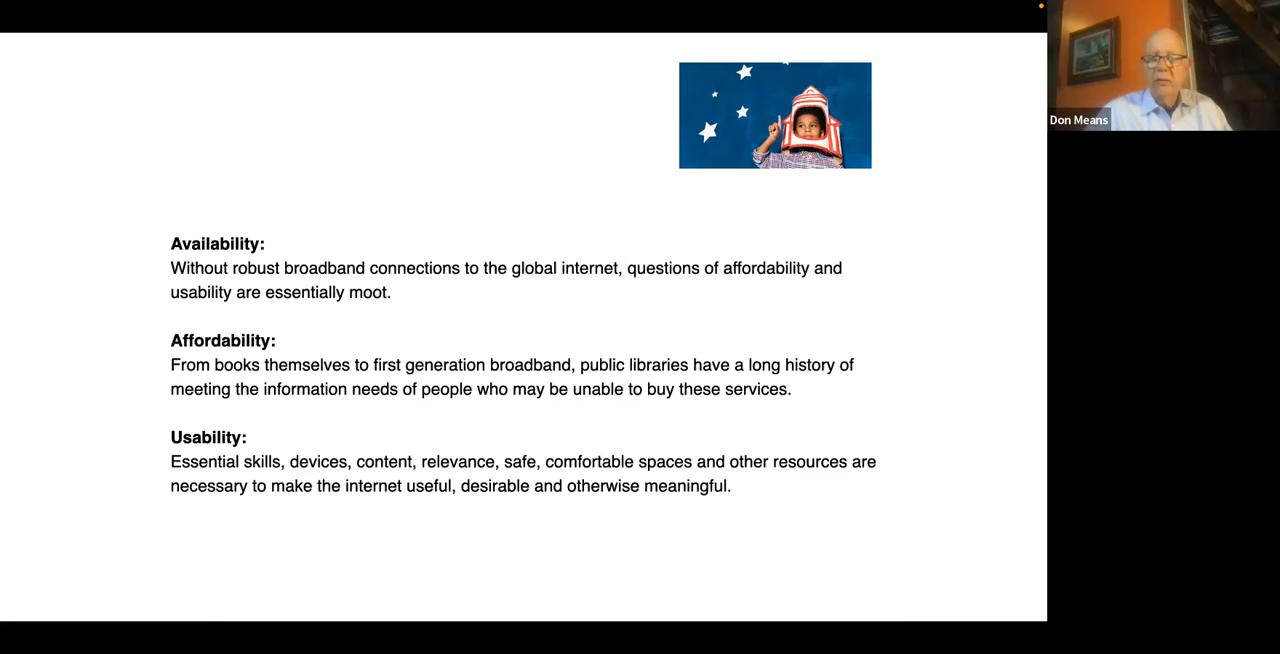 Don Means
Availability:
Without robust broadband connections to the global internet, questions of affordability and
usability are essentially moot.
Affordability:
From books themselves to first generation broadband, public libraries have a long history of
meeting the information needs of people who may be unable to buy these services.
Usability:
Essential skills, devices, content, relevance, safe, comfortable spaces and other resources are
necessary to make the internet useful, desirable and otherwise meaningful.